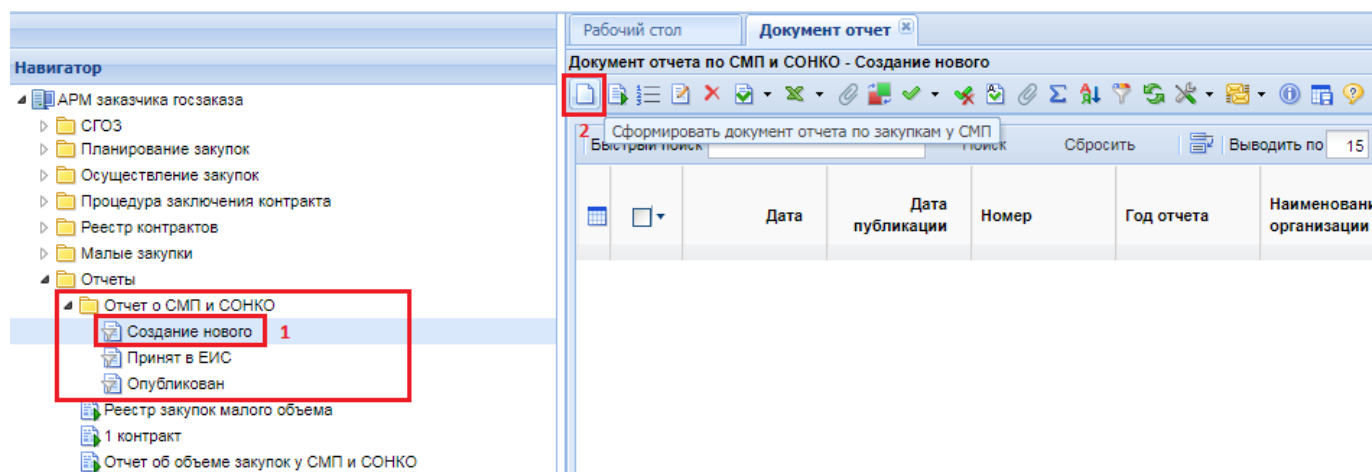 Навигатор
АРМ заказчика госзаказа
СГОЗ
Планирование закупок
Осуществление закупок
Процедура заключения контракта
Реестр контрактов
Малые закупки
Отчеты
Отчет о СМП и СОНКО
Создание нового 1
Принят в ЕИС
Опубликован
Реестр закупок малого объема
1 контракт
Отчет об объеме закупок у СМП и СОНКО
Рабочий стол Документ отчет
Документ отчета по СМП и СОНКО - Создание нового
2 Сформировать документ отчета по закупкам у СМП
Быстрый поиск Поиск Сбросить Выводить по 15
Дата Дата публикации Номер Год отчета Наименовани организации